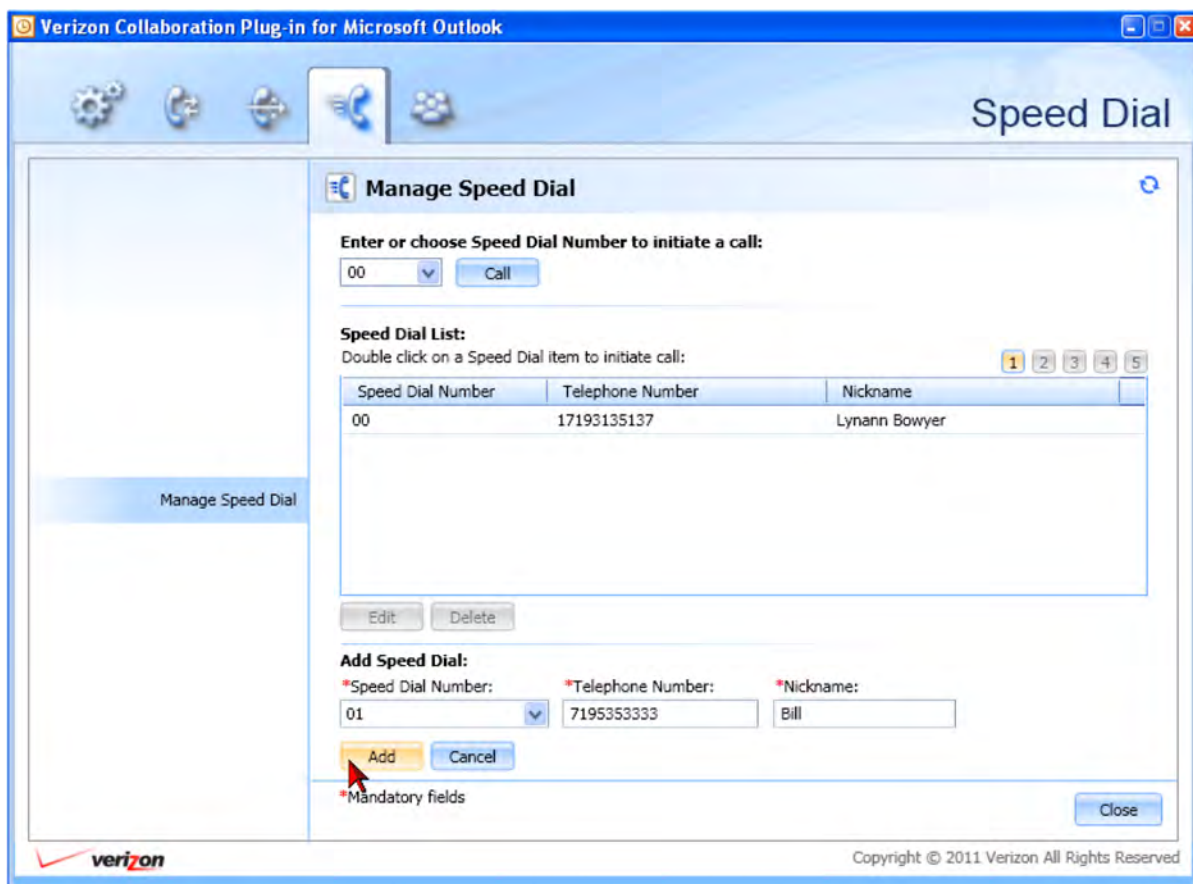 Verizon Collaboration Plug-in for Microsoft Outlook
Speed Dial
Manage Speed Dial
Manage Speed Dial
Enter or choose Speed Dial Number to initiate a call:
00 Call
Speed Dial List:
Double click on a Speed Dial item to initiate call:
1 2 3 4 5
Speed Dial Number Telephone Number Nickname
00 17193135137 Lynann Bowyer
Edit Delete
Add Speed Dial:
*Speed Dial Number: *Telephone Number: *Nickname:
01 7195353333 Bill
Add Cancel
*Mandatory fields
Close
verizon
Copyright © 2011 Verizon All Rights Reserved